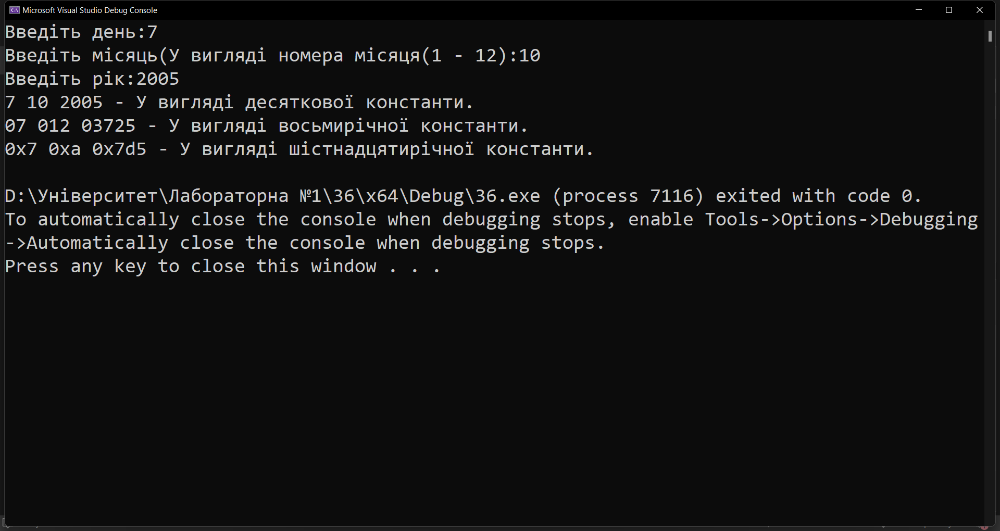 Microsoft Visual Studio Debug Console
Введіть день:7
Введіть місяць(У вигляді номера місяця(1 - 12):10
Введіть рік:2005
7 10 2005 - У вигляді десяткової константи.
07 012 03725 - У вигляді восьмирічної константи.
0x7 0xa 0x7d5 - У вигляді шістнадцятирічної константи.
D:\Університет\Лабораторна №1\36\x64\Debug\36.exe (process 7116) exited with code 0.
To automatically close the console when debugging stops, enable Tools->Options->Debugging
->Automatically close the console when debugging stops.
Press any key to close this window . . .